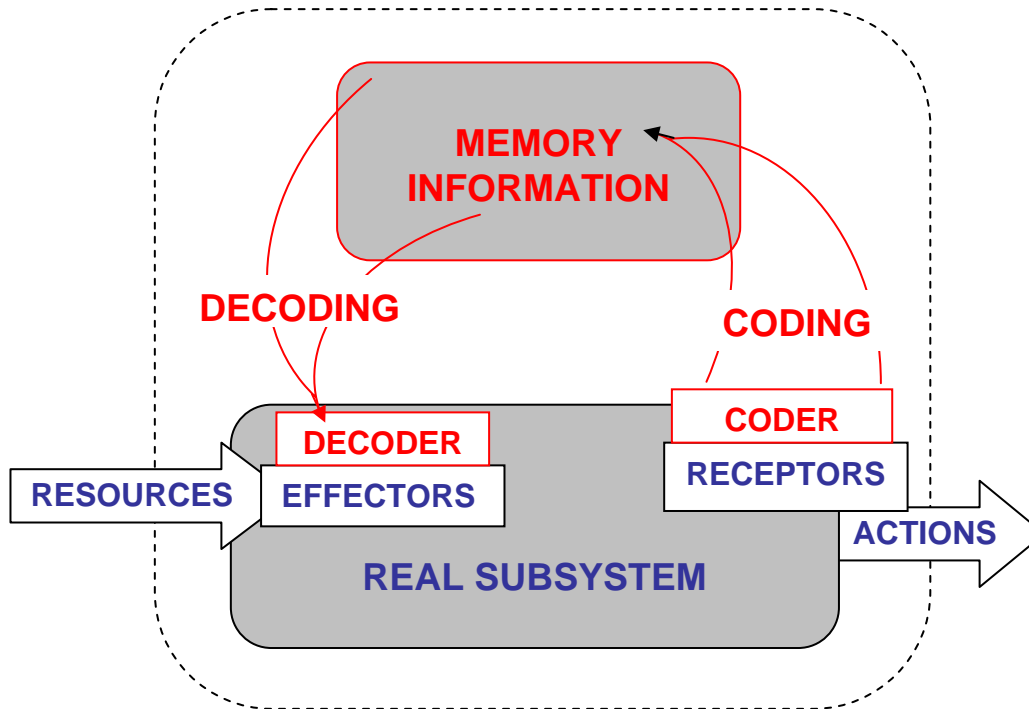 MEMORY
INFORMATION
DECODING
CODING
DECODER
CODER
RESOURCES
EFFECTORS
RECEPTORS
ACTIONS
REAL SUBSYSTEM